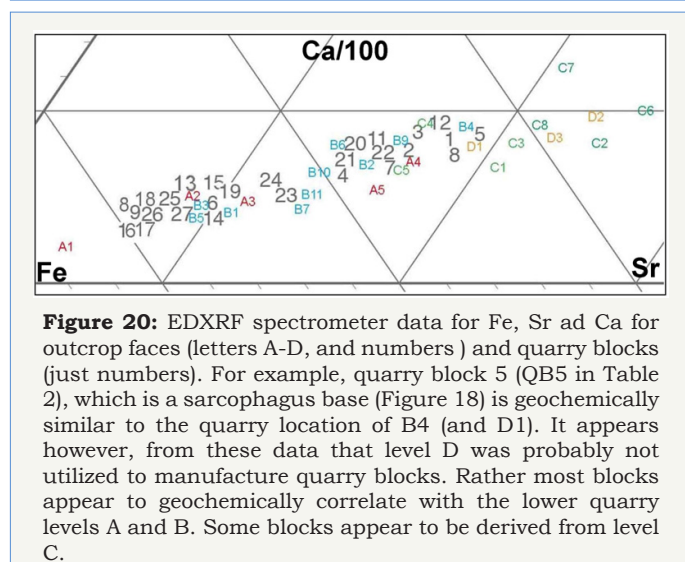 Ca/100
C7
C6
D2
C4 12 B4 C8
3 5 D3
B6 20 11 B9 1 C3 C2
22 2 D1
21 B2 A4 8
4 7 C5 C1
B10
24 A5
13 15 19 23 B11
8 18 25 A2 B3 6 A3 B7
9 26 27 B5 14 B1
16 17
A1
Fe Sr
Figure 20: EDXRF spectrometer data for Fe, Sr ad Ca for
outcrop faces (letters A-D, and numbers ) and quarry blocks
(just numbers). For example, quarry block 5 (QB5 in Table
2), which is a sarcophagus base (Figure 18) is geochemically
similar to the quarry location of B4 (and D1). It appears
however, from these data that level D was probably not
utilized to manufacture quarry blocks. Rather most blocks
appear to geochemically correlate with the lower quarry
levels A and B. Some blocks appear to be derived from level
C.